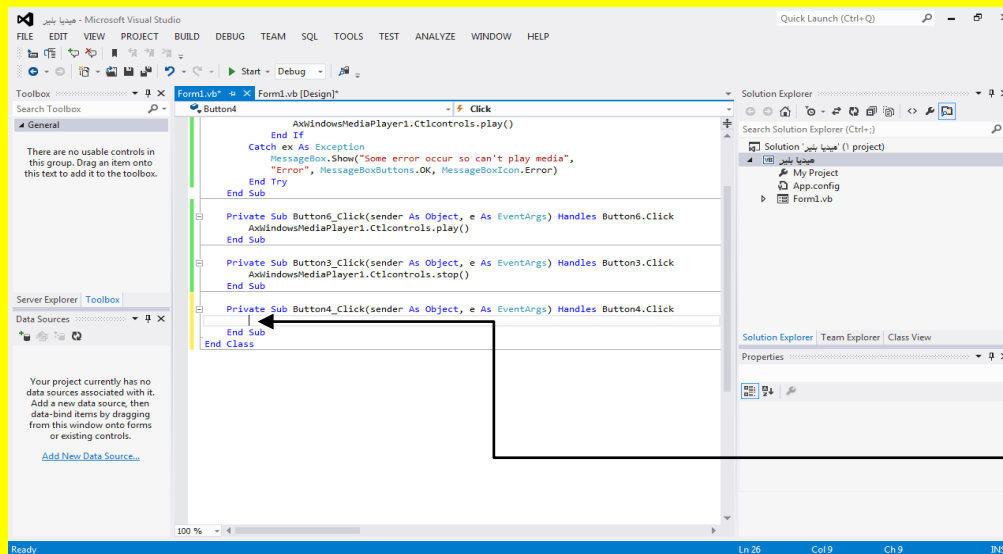 هيديا بليز - Microsoft Visual Studio
Quick Launch (Ctrl+Q)
FILE EDIT VIEW PROJECT BUILD DEBUG TEAM SQL TOOLS TEST ANALYZE WINDOW HELP
Start - Debug
Toolbox
Search Toolbox
General
There are no usable controls in
this group. Drag an item onto
this text to add it to the toolbox.
Server Explorer Toolbox
Data Sources
Your project currently has no
data sources associated with it.
Add a new data source, then
data-bind items by dragging
from this window onto forms
or existing controls.
Add New Data Source...
Form1.vb* Form1.vb [Design]*
Button4 Click
AxWindowsMediaPlayer1.Ctlcontrols.play()
End If
Catch ex As Exception
MessageBox.Show("Some error occur so can't play media",
"Error", MessageBoxButtons.OK, MessageBoxIcon.Error)
End Try
End Sub
Private Sub Button6_Click(sender As Object, e As EventArgs) Handles Button6.Click
AxWindowsMediaPlayer1.Ctlcontrols.play()
End Sub
Private Sub Button3_Click(sender As Object, e As EventArgs) Handles Button3.Click
AxWindowsMediaPlayer1.Ctlcontrols.stop()
End Sub
Private Sub Button4_Click(sender As Object, e As EventArgs) Handles Button4.Click
End Sub
End Class
100 %
Solution Explorer
Search Solution Explorer (Ctrl+;)
Solution 'هيديا بليز' (١ project)
هيديا بليز
My Project
App.config
Form1.vb
Solution Explorer Team Explorer Class View
Properties
Ready Ln 26 Col 9 Ch 9 INS